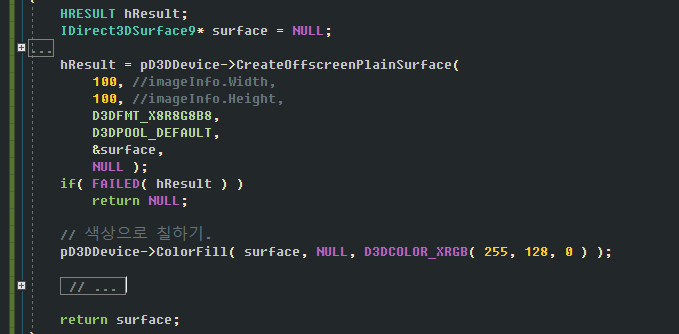 {
HRESULT hResult;
IDirect3DSurface9* surface = NULL;
...
hResult = pD3DDevice->CreateOffscreenPlainSurface(
100, //imageInfo.Width,
100, //imageInfo.Height,
D3DFMT_X8R8G8B8,
D3DPOOL_DEFAULT,
&surface,
NULL );
if( FAILED( hResult ) )
return NULL;
// 색상으로 칠하기.
pD3DDevice->ColorFill( surface, NULL, D3DCOLOR_XRGB( 255, 128, 0 ) );
// ...
return surface;
}